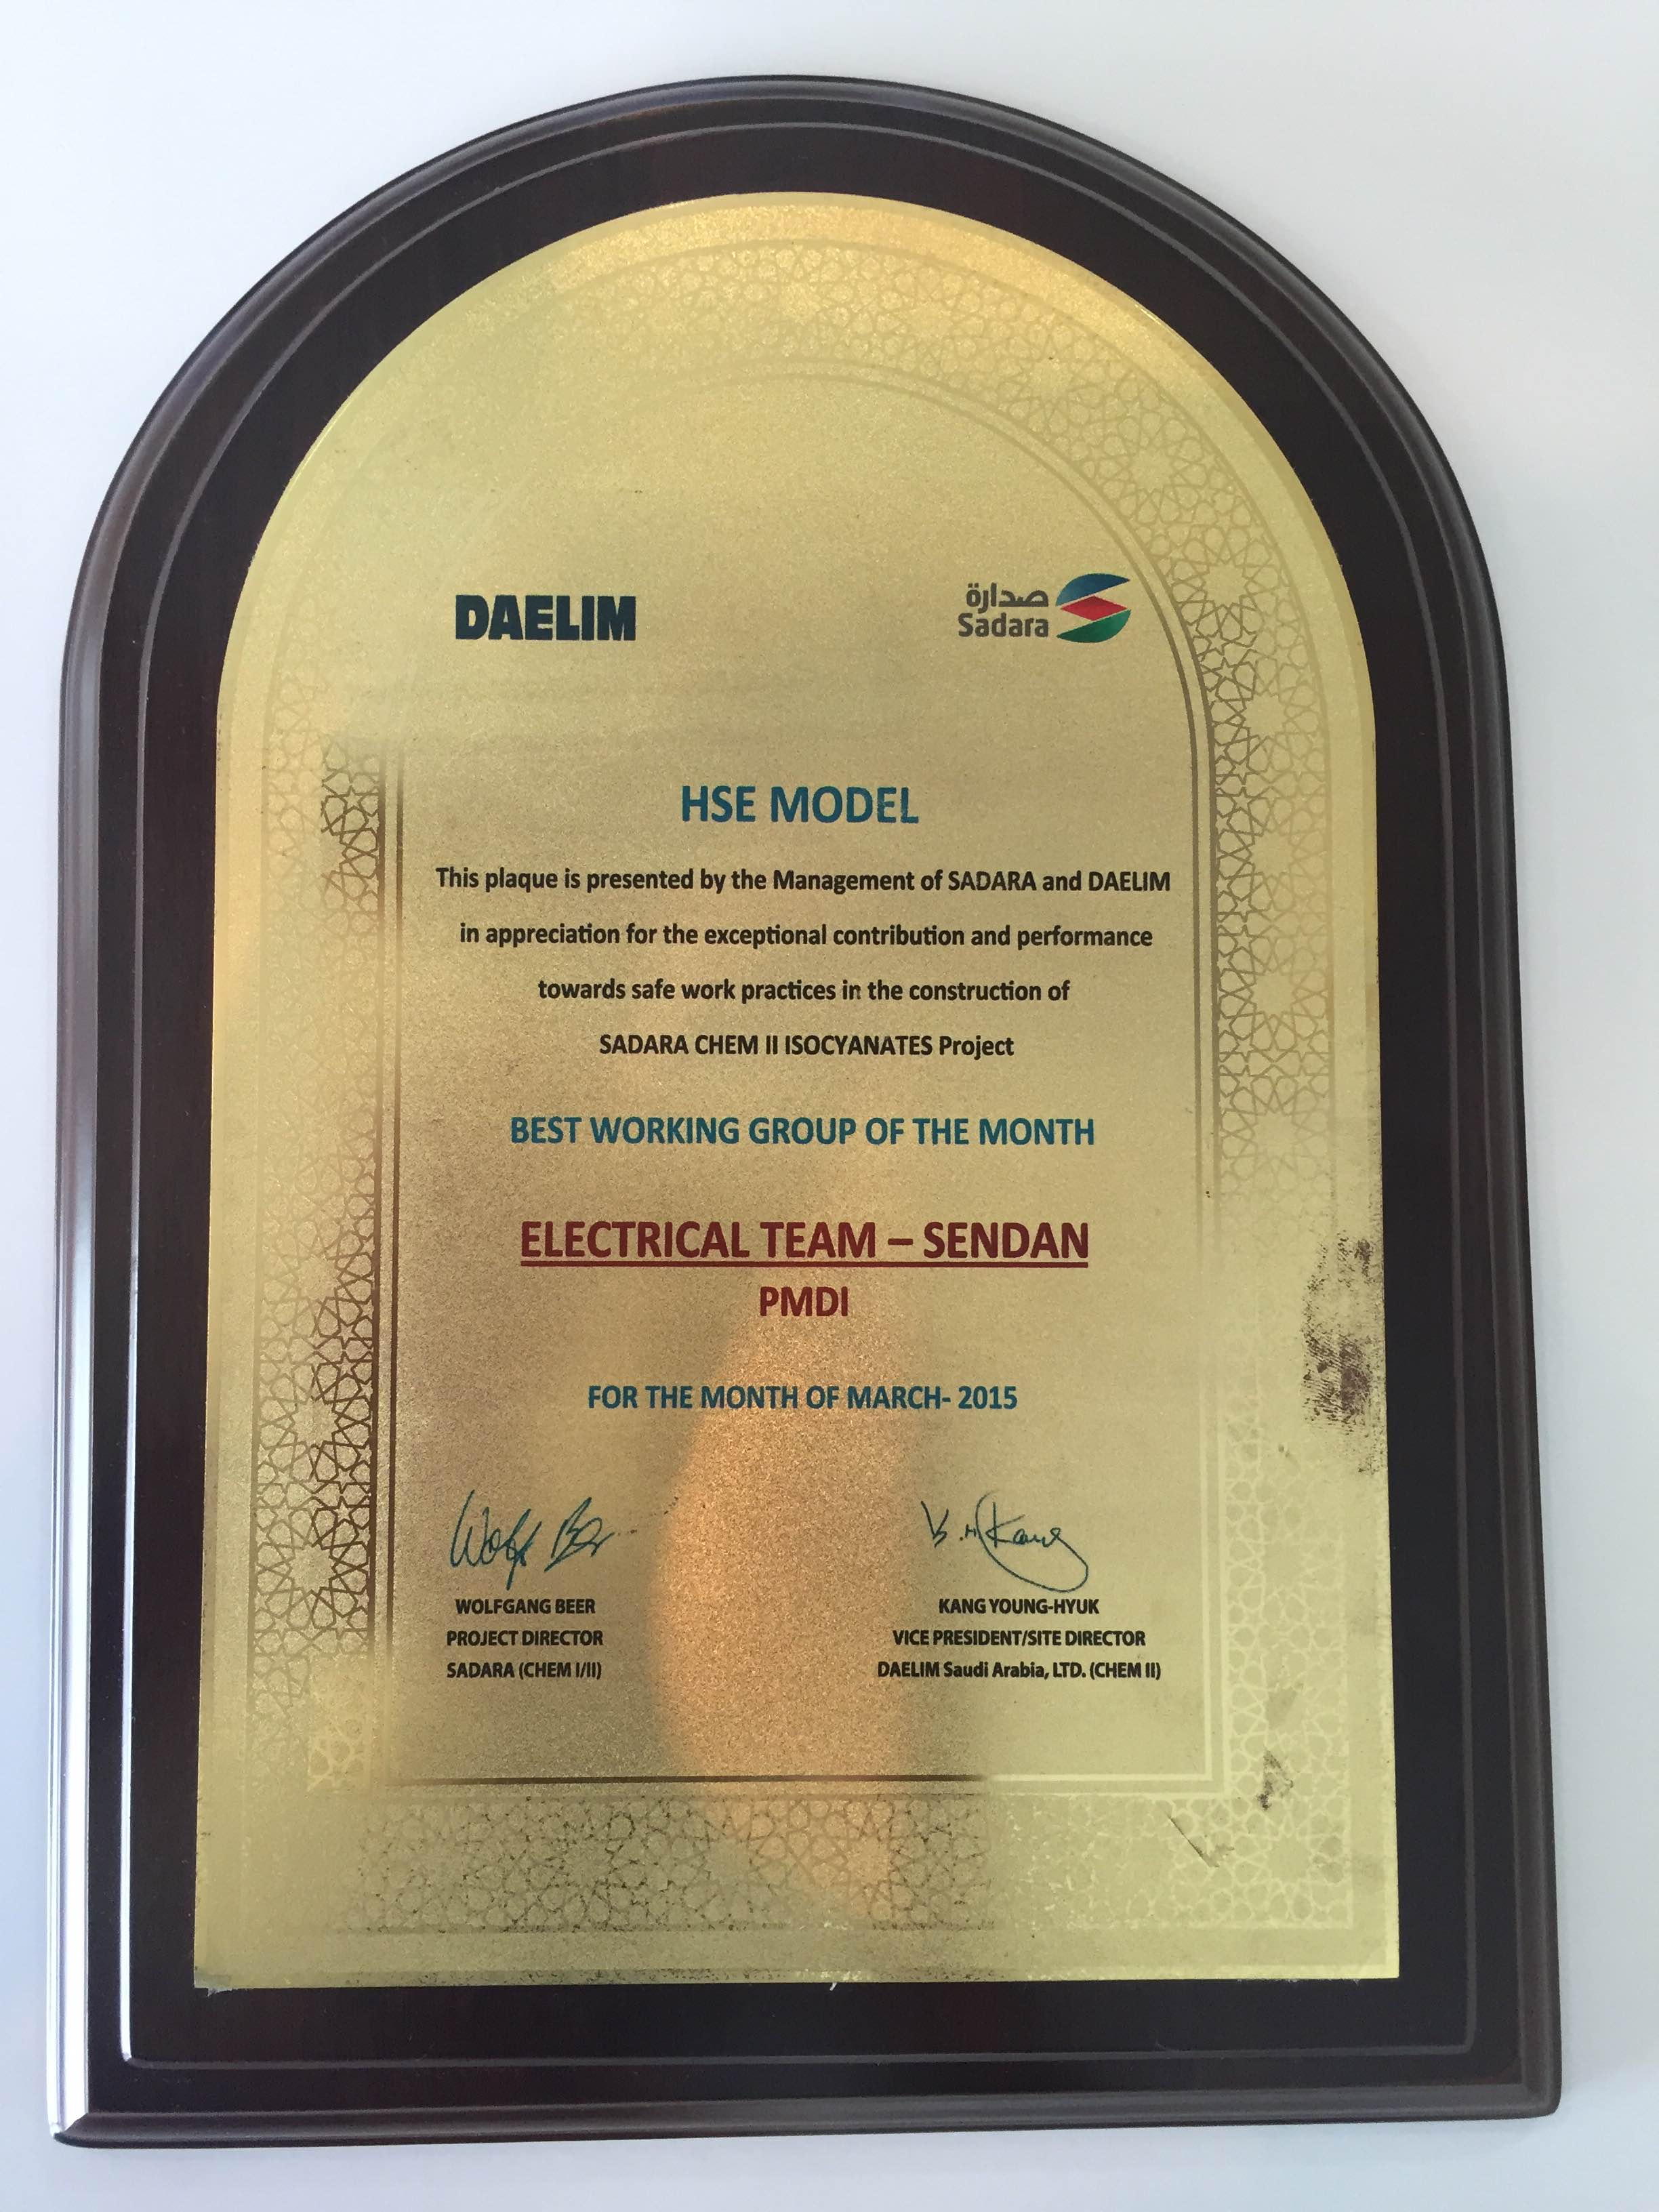 DAELIM
صدارة
Sadara
HSE MODEL
This plaque is presented by the Management of SADARA and DAELIM
in appreciation for the exceptional contribution and performance
towards safe work practices in the construction of
SADARA CHEM II ISOCYANATES Project
BEST WORKING GROUP OF THE MONTH
ELECTRICAL TEAM – SENDAN
PMDI
FOR THE MONTH OF MARCH- 2015
WOLFGANG BEER
PROJECT DIRECTOR
SADARA (CHEM I/II)
KANG YOUNG-HYUK
VICE PRESIDENT/SITE DIRECTOR
DAELIM Saudi Arabia, LTD. (CHEM II)